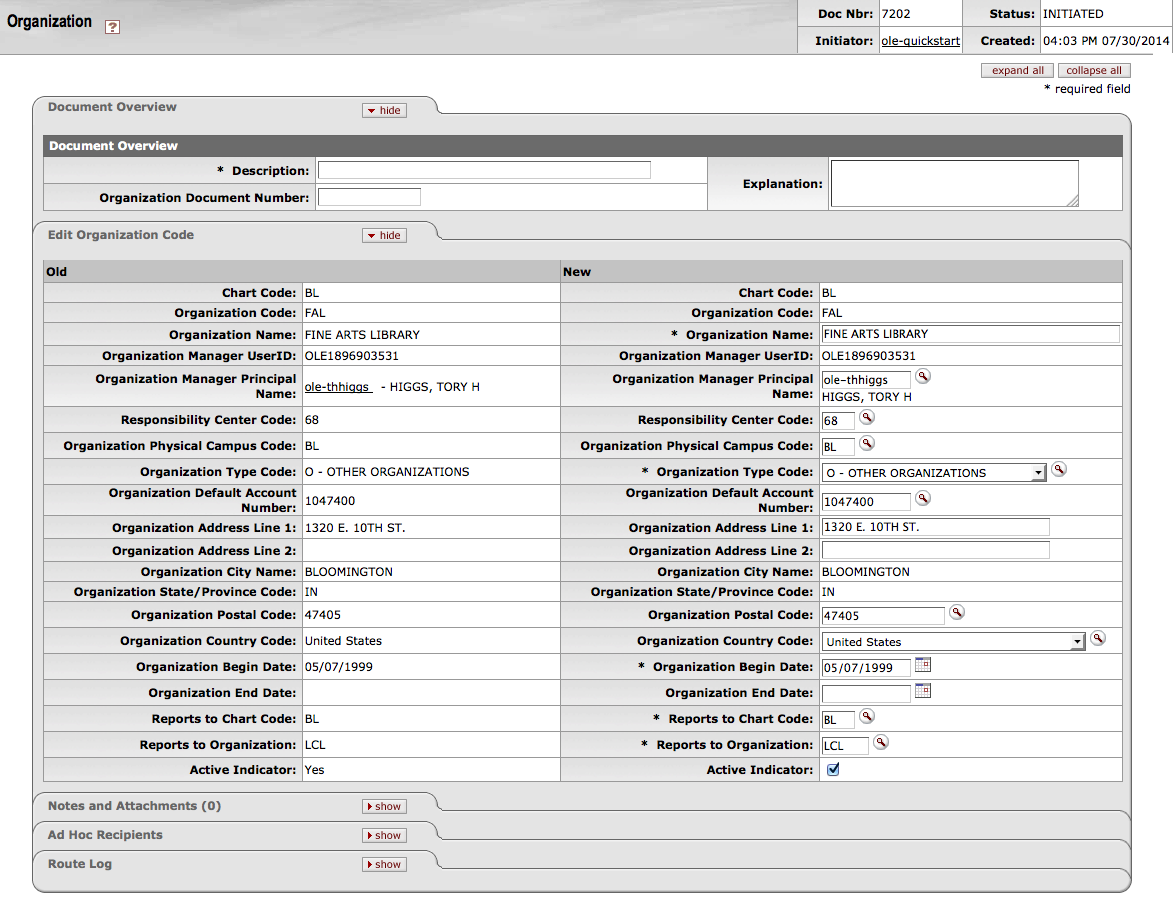 Organization ?
Doc Nbr: 7202 Status: INITIATED
Initiator: ole-quickstart Created: 04:03 PM 07/30/2014
expand all collapse all
* required field
Document Overview hide
Document Overview
* Description:
Explanation:
Organization Document Number:
Edit Organization Code hide
Old New
Chart Code: BL Chart Code: BL
Organization Code: FAL Organization Code: FAL
Organization Name: FINE ARTS LIBRARY * Organization Name: FINE ARTS LIBRARY
Organization Manager UserID: OLE1896903531 Organization Manager UserID: OLE1896903531
Organization Manager Principal Name: ole-thhiggs - HIGGS, TORY H Organization Manager Principal Name: ole-thhiggs
HIGGS, TORY H
Responsibility Center Code: 68 Responsibility Center Code: 68
Organization Physical Campus Code: BL Organization Physical Campus Code: BL
Organization Type Code: O - OTHER ORGANIZATIONS * Organization Type Code: O - OTHER ORGANIZATIONS
Organization Default Account Number: 1047400 Organization Default Account Number: 1047400
Organization Address Line 1: 1320 E. 10TH ST. Organization Address Line 1: 1320 E. 10TH ST.
Organization Address Line 2: Organization Address Line 2:
Organization City Name: BLOOMINGTON Organization City Name: BLOOMINGTON
Organization State/Province Code: IN Organization State/Province Code: IN
Organization Postal Code: 47405 Organization Postal Code: 47405
Organization Country Code: United States Organization Country Code: United States
Organization Begin Date: 05/07/1999 * Organization Begin Date: 05/07/1999
Organization End Date: Organization End Date:
Reports to Chart Code: BL * Reports to Chart Code: BL
Reports to Organization: LCL * Reports to Organization: LCL
Active Indicator: Yes Active Indicator:
Notes and Attachments (0) show
Ad Hoc Recipients show
Route Log show